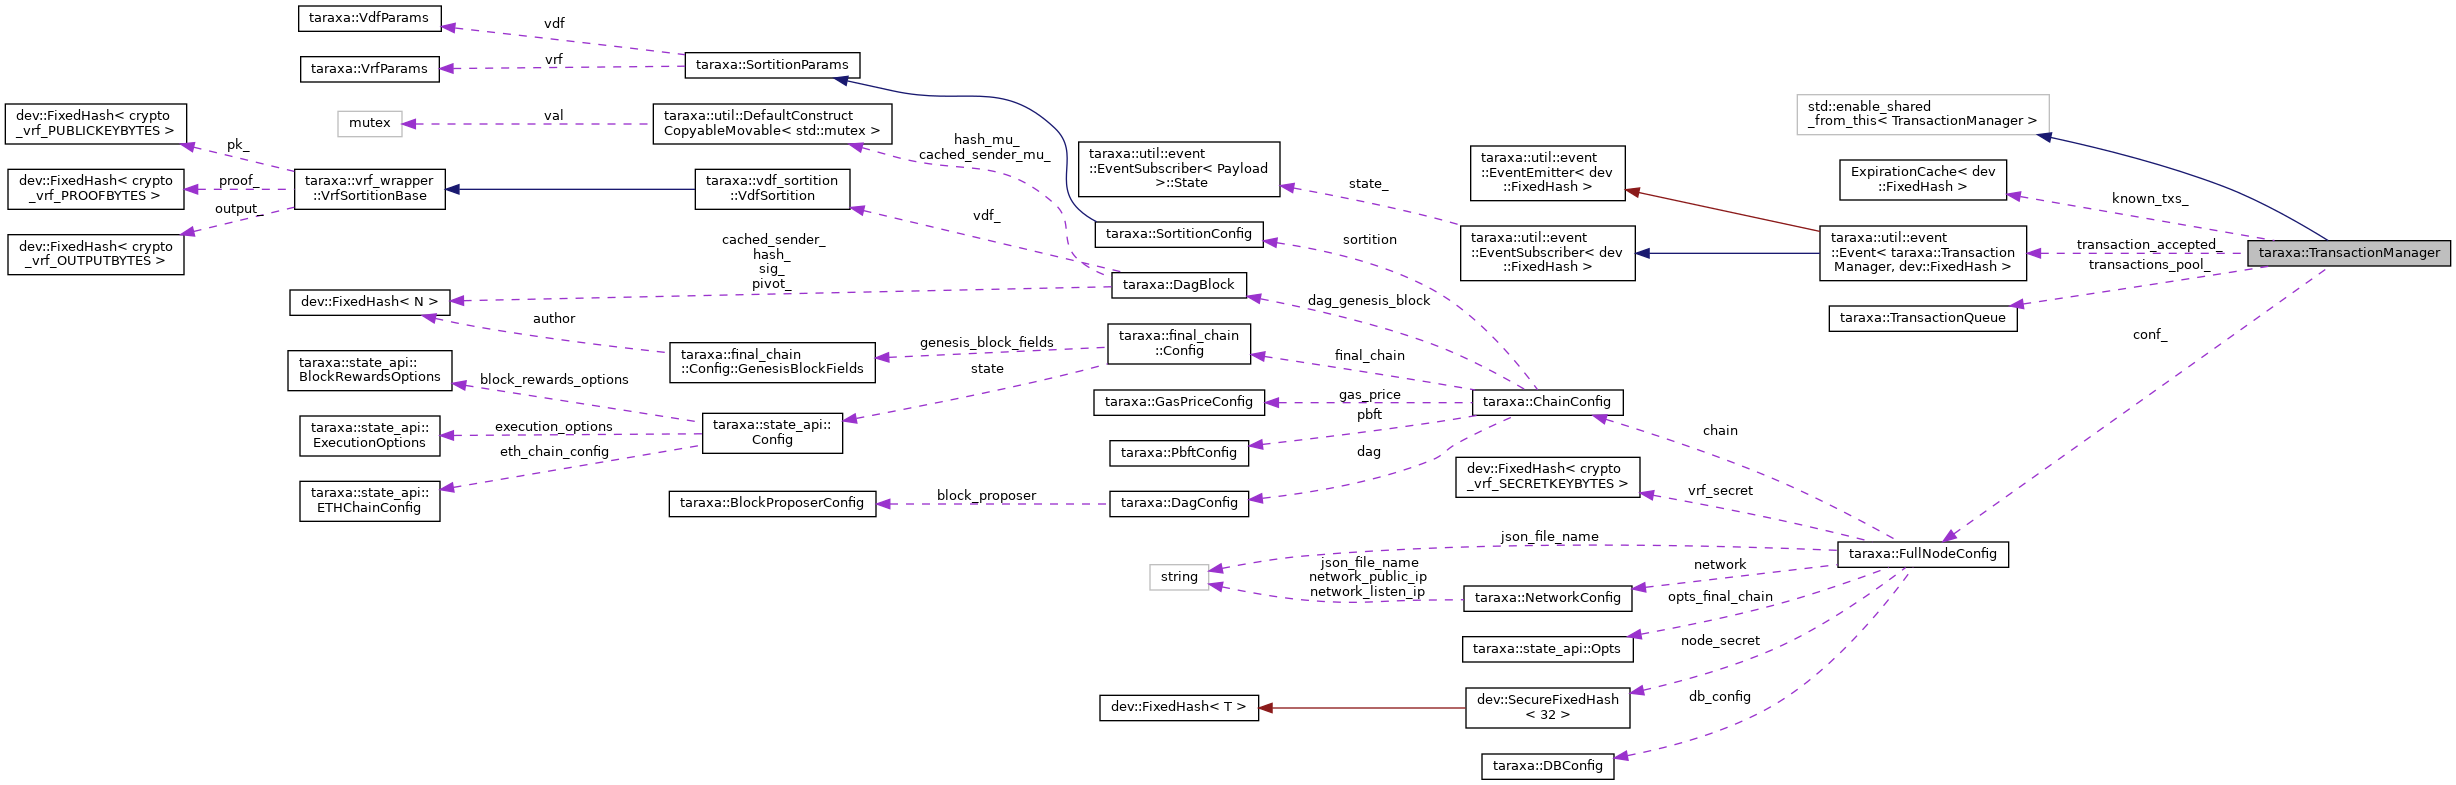 taraxa::VdfParams
vdf
taraxa::VrfParams
vrf
taraxa::SortitionParams
dev::FixedHash< crypto
_vrf_PUBLICKEYBYTES >
mutex
val
taraxa::util::DefaultConstruct
CopyableMovable< std::mutex >
std::enable_shared
_from_this< TransactionManager >
pk_
hash_mu_
cached_sender_mu_
taraxa::util::event
::EventSubscriber< Payload
>::State
taraxa::util::event
::EventEmitter< dev
::FixedHash >
ExpirationCache< dev
::FixedHash >
dev::FixedHash< crypto
_vrf_PROOFBYTES >
proof_
taraxa::vrf_wrapper
::VrfSortitionBase
taraxa::vdf_sortition
::VdfSortition
state_
known_txs_
output_
vdf_
taraxa::SortitionConfig
sortition
taraxa::util::event
::EventSubscriber< dev
::FixedHash >
taraxa::util::event
::Event< taraxa::Transaction
Manager, dev::FixedHash >
transaction_accepted_
taraxa::TransactionManager
dev::FixedHash< crypto
_vrf_OUTPUTBYTES >
cached_sender_
hash_
sig_
pivot_
taraxa::DagBlock
transactions_pool_
dev::FixedHash< N >
dag_genesis_block
taraxa::TransactionQueue
author
taraxa::final_chain
::Config::GenesisBlockFields
genesis_block_fields
taraxa::final_chain
::Config
final_chain
conf_
taraxa::state_api::
BlockRewardsOptions
block_rewards_options
state
taraxa::GasPriceConfig
gas_price
taraxa::ChainConfig
taraxa::state_api::
ExecutionOptions
execution_options
taraxa::state_api::
Config
pbft
chain
eth_chain_config
taraxa::PbftConfig
dag
dev::FixedHash< crypto
_vrf_SECRETKEYBYTES >
vrf_secret
taraxa::state_api::
ETHChainConfig
taraxa::BlockProposerConfig
block_proposer
taraxa::DagConfig
json_file_name
taraxa::FullNodeConfig
string
json_file_name
network_public_ip
network_listen_ip
network
taraxa::NetworkConfig
opts_final_chain
taraxa::state_api::Opts
node_secret
dev::FixedHash< T >
dev::SecureFixedHash
< 32 >
db_config
taraxa::DBConfig